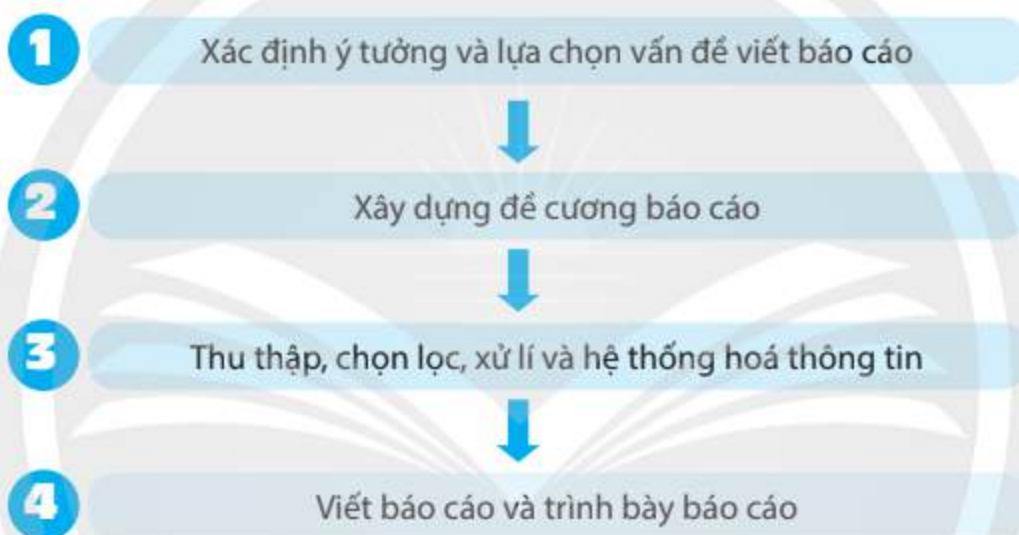 1 Xác định ý tưởng và lựa chọn vấn đề viết báo cáo
2 Xây dựng đề cương báo cáo
3 Thu thập, chọn lọc, xử lí và hệ thống hoá thông tin
4 Viết báo cáo và trình bày báo cáo